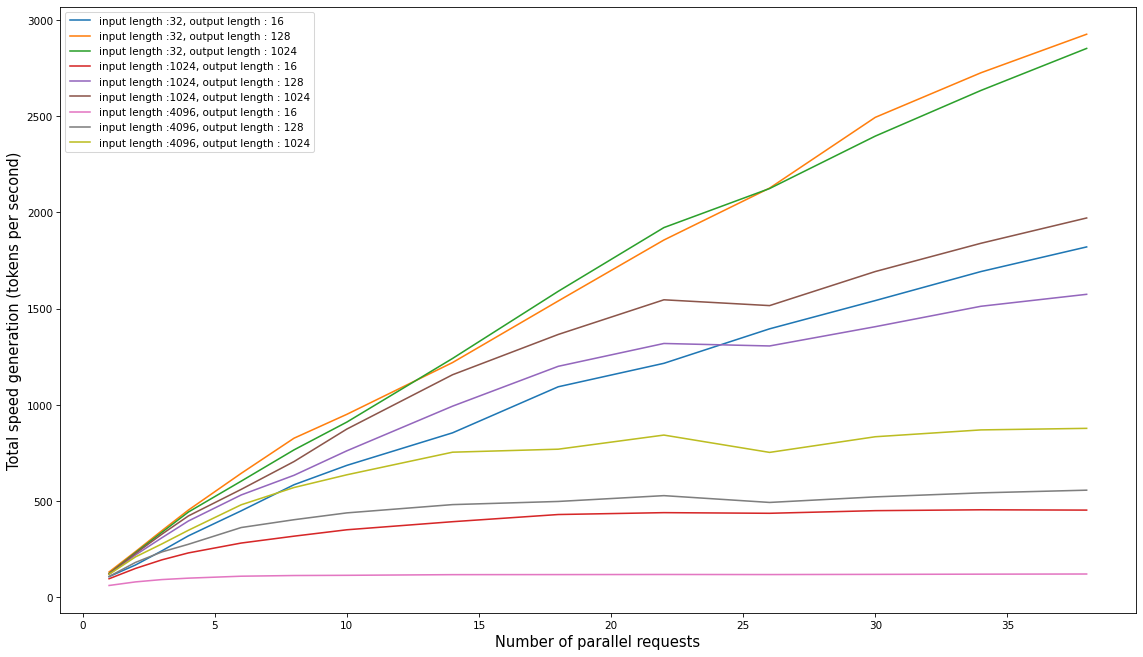 input length :32, output length : 16
input length :32, output length : 128
input length :32, output length : 1024
input length :1024, output length : 16
input length :1024, output length : 128
input length :1024, output length : 1024
input length :4096, output length : 16
input length :4096, output length : 128
input length :4096, output length : 1024
Total speed generation (tokens per second)
3000
2500
2000
1500
1000
500
0
0 5 10 15 20 25 30 35
Number of parallel requests